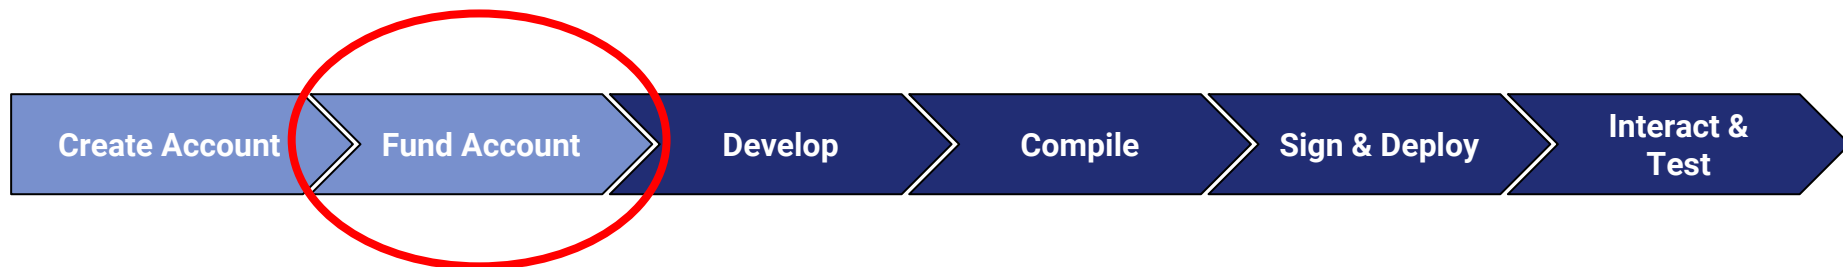 Create Account
Fund Account
Develop
Compile
Sign & Deploy
Interact &
Test